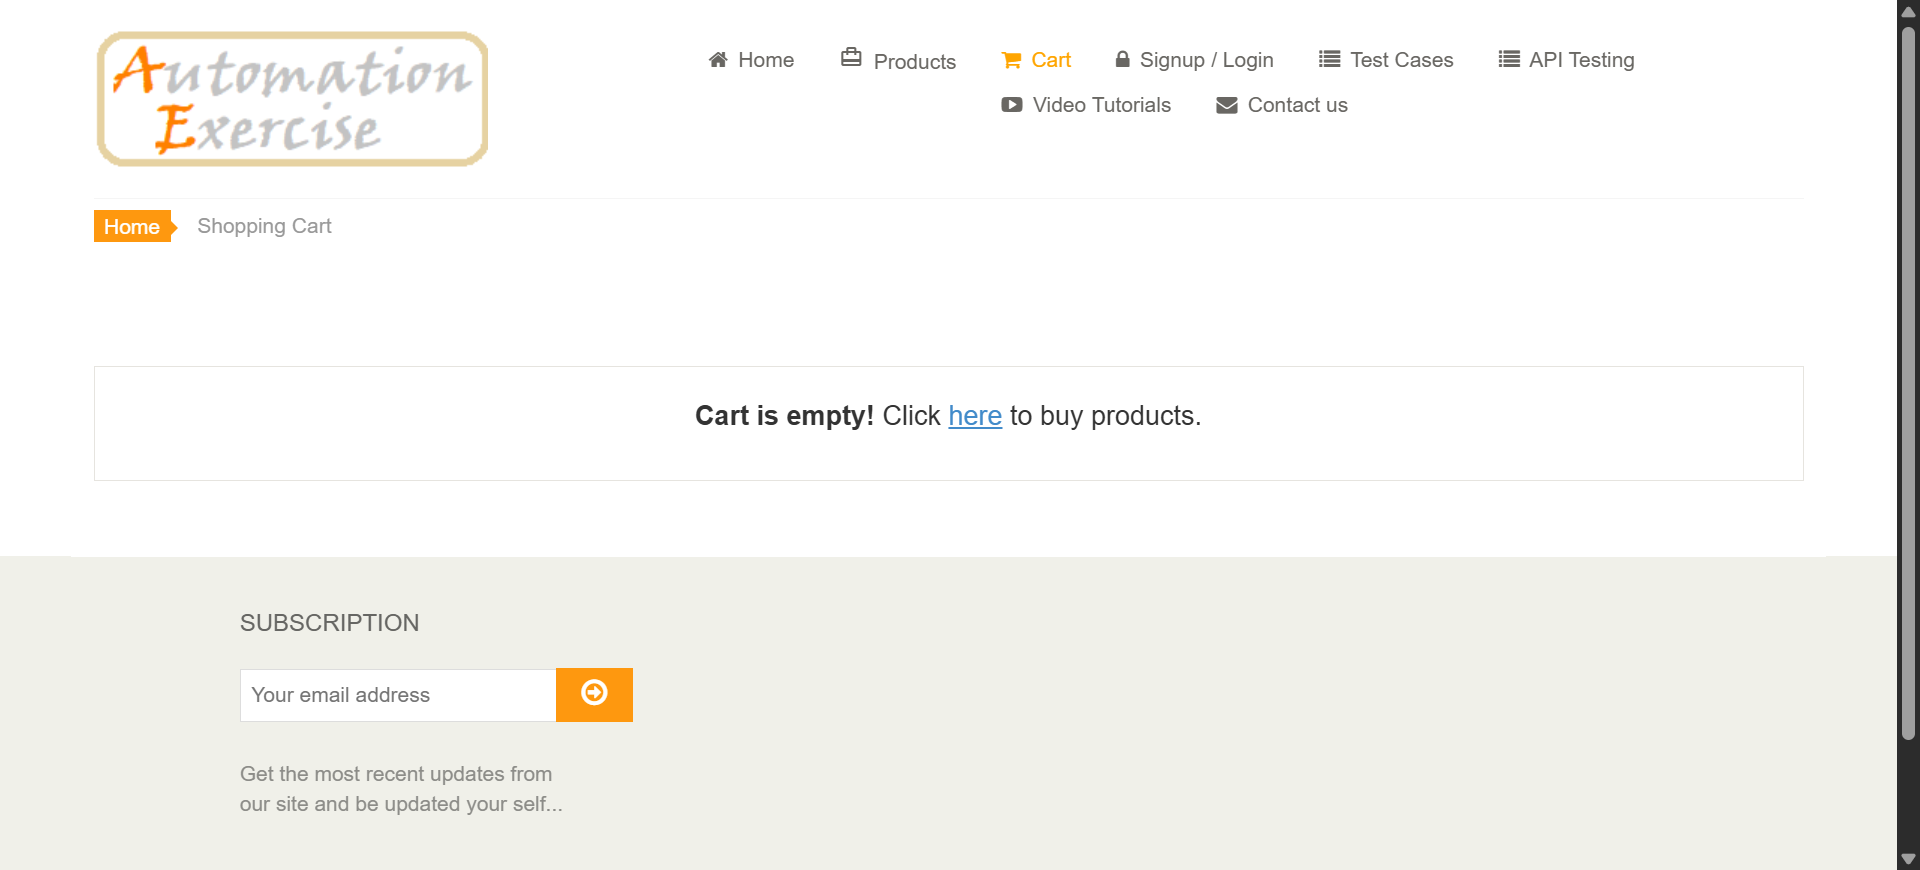 Automation
Exercise
Home
Products
Cart
Signup / Login
Test Cases
API Testing
Video Tutorials
Contact us
Home
Shopping Cart
Cart is empty! Click here to buy products.
SUBSCRIPTION
Your email address
Get the most recent updates from
our site and be updated your self...